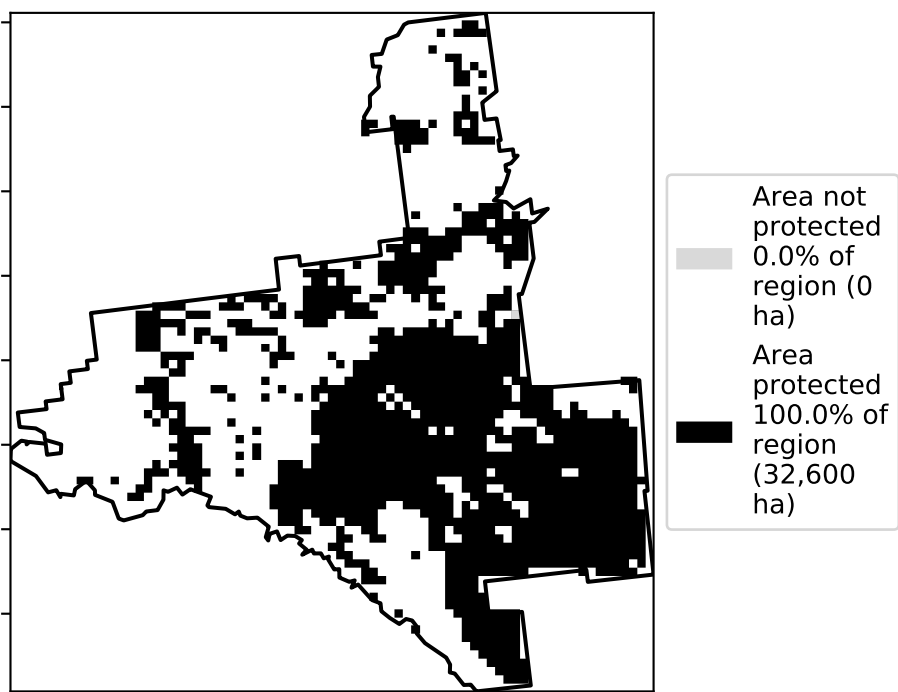 Area not
protected
0.0% of
region (0
ha)
Area
protected
100.0% of
region
(32,600
ha)